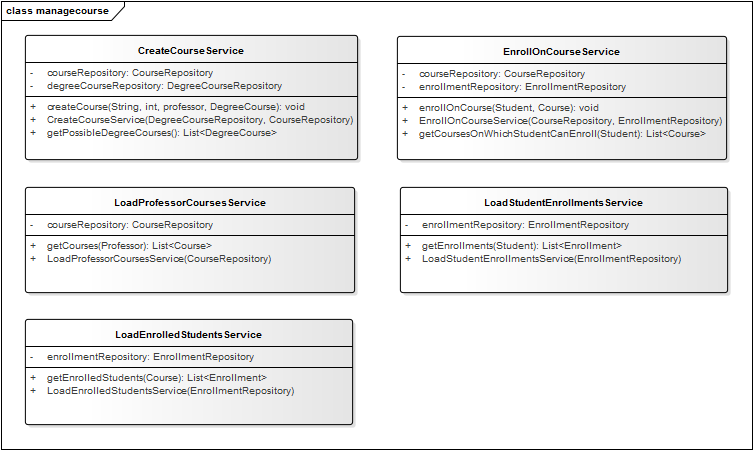 class managecourse
CreateCourseService
- courseRepository: CourseRepository
- degreeCourseRepository: DegreeCourseRepository
+ createCourse(String, int, professor, DegreeCourse): void
+ CreateCourseService(DegreeCourseRepository, CourseRepository)
+ getPossibleDegreeCourses(): List<DegreeCourse>
EnrollOnCourseService
- courseRepository: CourseRepository
- enrollmentRepository: EnrollmentRepository
+ enrollOnCourse(Student, Course): void
+ EnrollOnCourseService(CourseRepository, EnrollmentRepository)
+ getCoursesOnWhichStudentCanEnroll(Student): List<Course>
LoadProfessorCoursesService
- courseRepository: CourseRepository
+ getCourses(Professor): List<Course>
+ LoadProfessorCoursesService(CourseRepository)
LoadStudentEnrollmentsService
- enrollmentRepository: EnrollmentRepository
+ getEnrollments(Student): List<Enrollment>
+ LoadStudentEnrollmentsService(EnrollmentRepository)
LoadEnrolledStudentsService
- enrollmentRepository: EnrollmentRepository
+ getEnrolledStudents(Course): List<Enrollment>
+ LoadEnrolledStudentsService(EnrollmentRepository)